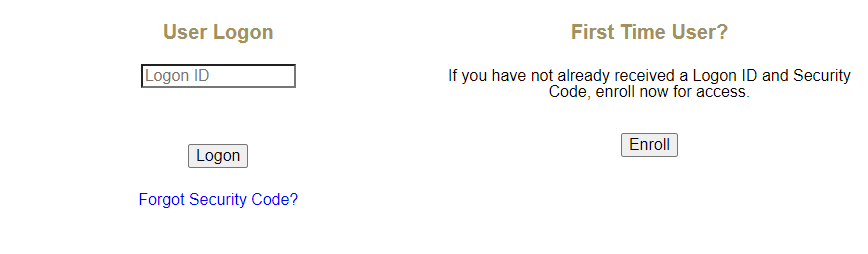 User Logon
Logon ID
Logon
Forgot Security Code?
First Time User?
If you have not already received a Logon ID and Security
Code, enroll now for access.
Enroll